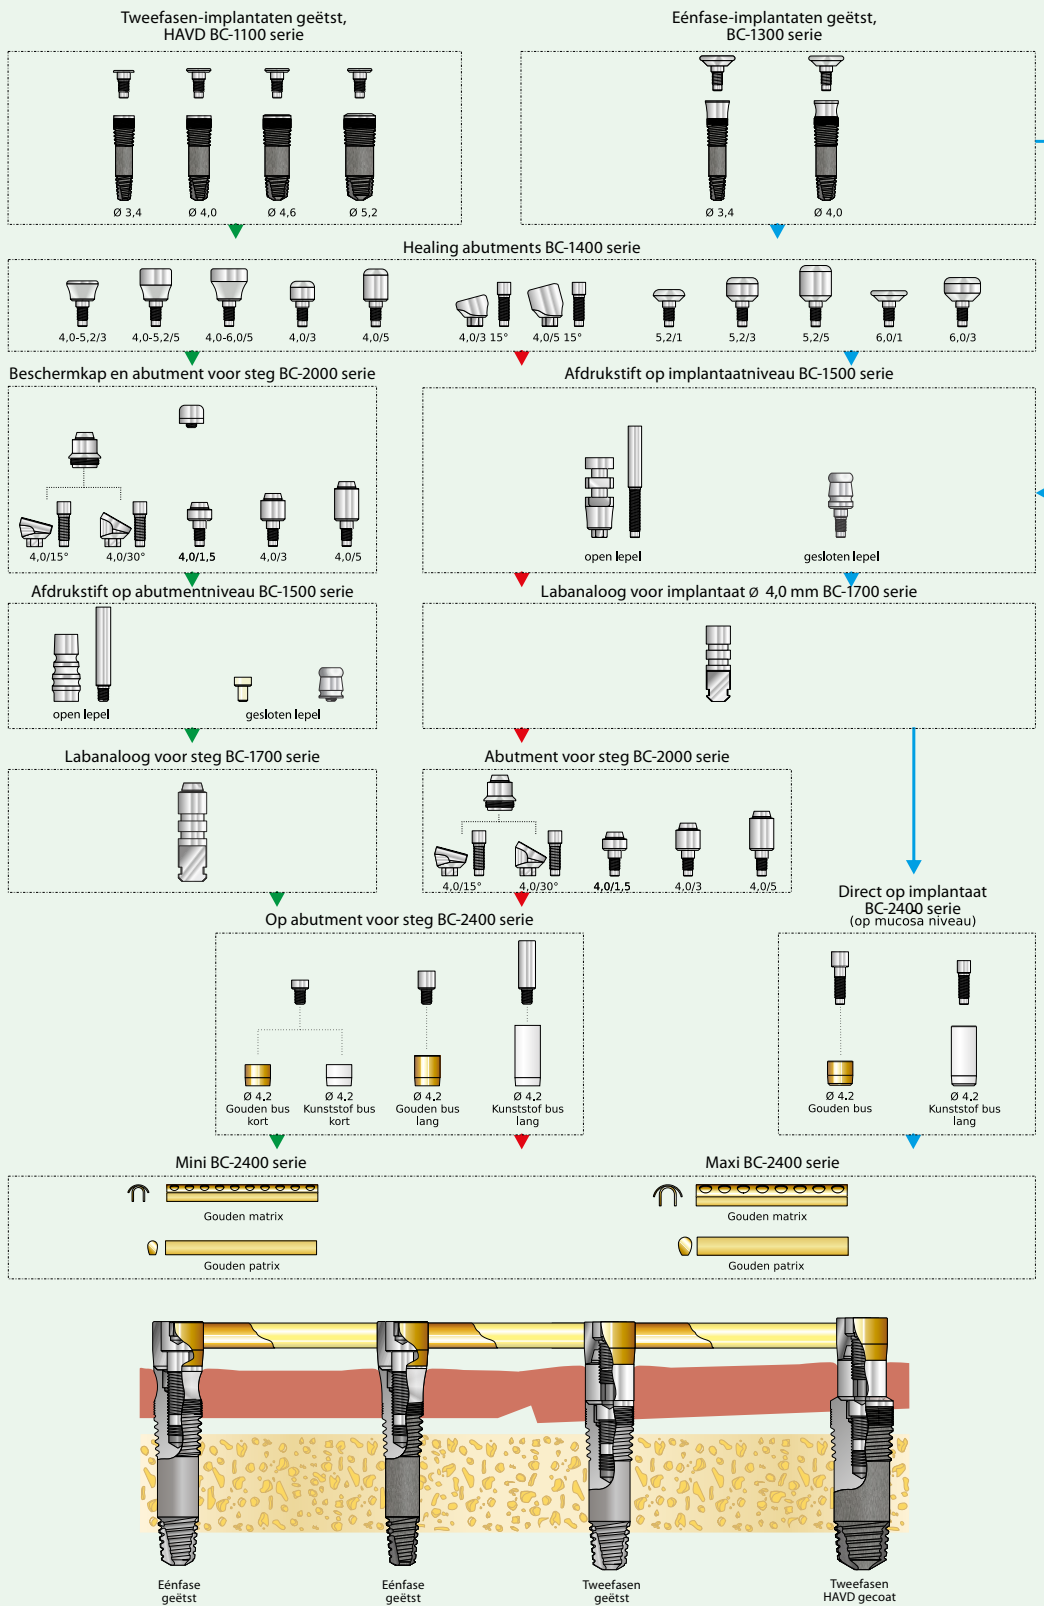 Tweefasen-implantaten geëtst,
HAVD BC-1100 serie
Eénfase-implantaten geëtst,
BC-1300 serie
Ø 3,4
Ø 4,0
Ø 4,6
Ø 5,2
Ø 3,4
Ø 4,0
Healing abutments BC-1400 serie
4,0-5,2/3
4,0-5,2/5
4,0-6,0/5
4,0/3
4,0/5
4,0/3 15°
4,0/5 15°
5,2/1
5,2/3
5,2/5
6,0/1
6,0/3
Beschermkap en abutment voor steg BC-2000 serie
4,0/15°
4,0/30°
4,0/1,5
4,0/3
4,0/5
Afdrukstift op implantaatniveau BC-1500 serie
open lepel
gesloten lepel
Afdrukstift op abutmentniveau BC-1500 serie
open lepel
gesloten lepel
Labanaloog voor implantaat Ø 4,0 mm BC-1700 serie
Labanaloog voor steg BC-1700 serie
Abutment voor steg BC-2000 serie
4,0/15°
4,0/30°
4,0/1,5
4,0/3
4,0/5
Op abutment voor steg BC-2400 serie
Ø 4,2
Gouden bus
kort
Ø 4,2
Kunststof bus
kort
Ø 4,2
Gouden bus
lang
Ø 4,2
Kunststof bus
lang
Direct op implantaat
BC-2400 serie
(op mucosa niveau)
Ø 4,2
Gouden bus
Ø 4,2
Kunststof bus
lang
Mini BC-2400 serie
Gouden matrix
Gouden patrix
Maxi BC-2400 serie
Gouden matrix
Gouden patrix
Eénfase
geëtst
Eénfase
geëtst
Tweefasen
geëtst
Tweefasen
HAVD gecoat